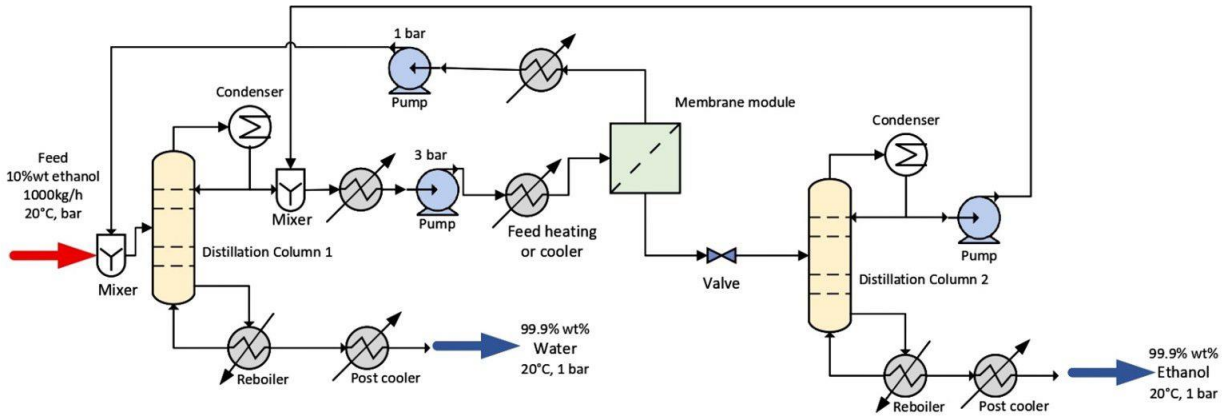 1 bar
Pump
Condenser
Membrane module
Condenser
Feed
10%wt ethanol
1000kg/h
20°C, bar
3 bar
Mixer
Pump
Feed heating
or cooler
Pump
Distillation Column 1
Mixer
Valve
Distillation Column 2
99.9% wt%
Water
20°C, 1 bar
Reboiler
Post cooler
99.9% wt%
Ethanol
20°C, 1 bar
Reboiler
Post cooler